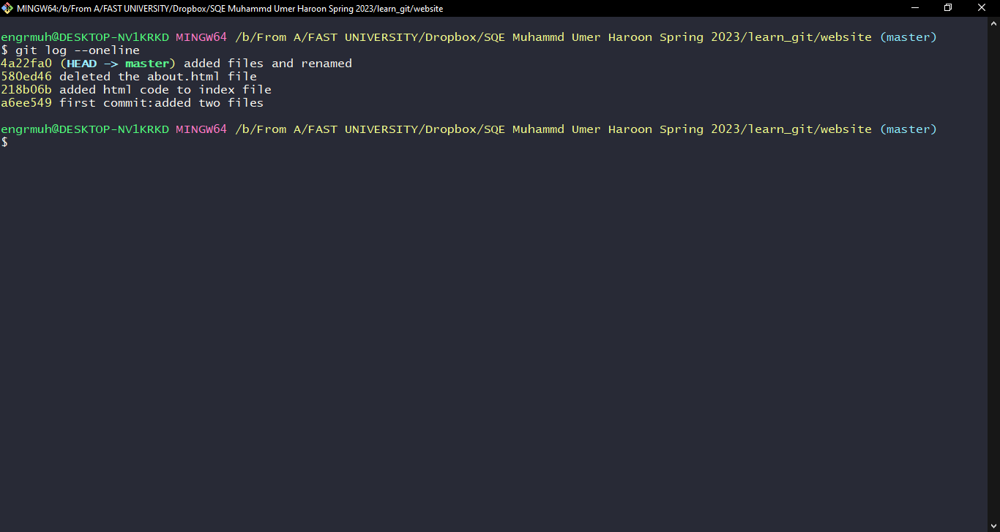 MINGW64:/b/From A/FAST UNIVERSITY/Dropbox/SQE Muhammd Umer Haroon Spring 2023/learn_git/website
engrmuh@DESKTOP-NV1KRKD MINGW64 /b/From A/FAST UNIVERSITY/Dropbox/SQE Muhammd Umer Haroon Spring 2023/learn_git/website (master)
$ git log --oneline
4a22fa0 (HEAD -> master) added files and renamed
580ed46 deleted the about.html file
218b06b added html code to index file
a6ee549 first commit:added two files
engrmuh@DESKTOP-NV1KRKD MINGW64 /b/From A/FAST UNIVERSITY/Dropbox/SQE Muhammd Umer Haroon Spring 2023/learn_git/website (master)
$